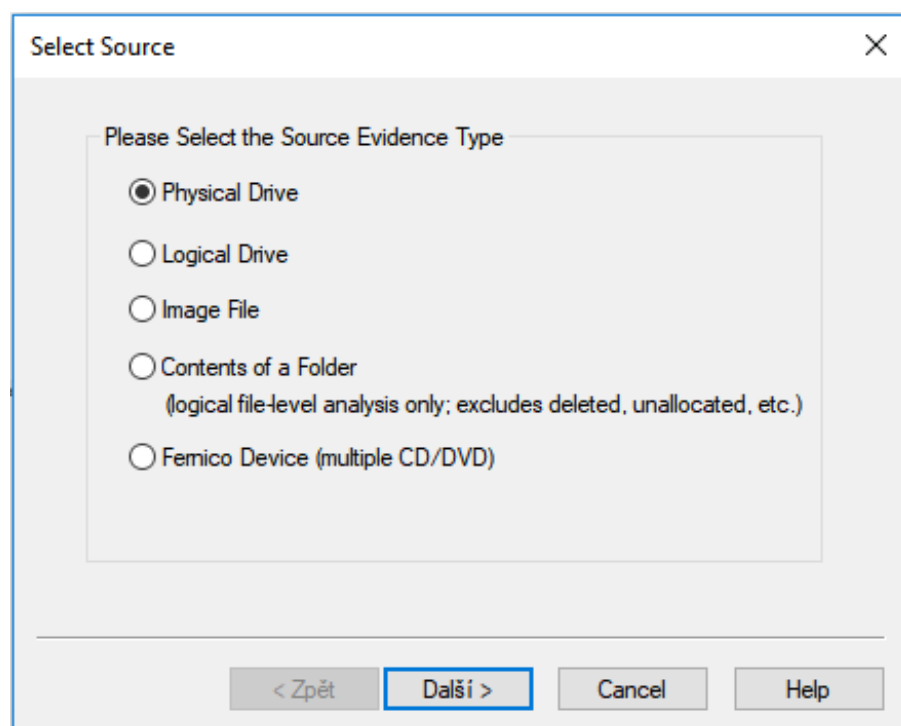 Select Source
Please Select the Source Evidence Type
Physical Drive
Logical Drive
Image File
Contents of a Folder
(logical file-level analysis only; excludes deleted, unallocated, etc.)
Fernico Device (multiple CD/DVD)
< Zpět
Další >
Cancel
Help